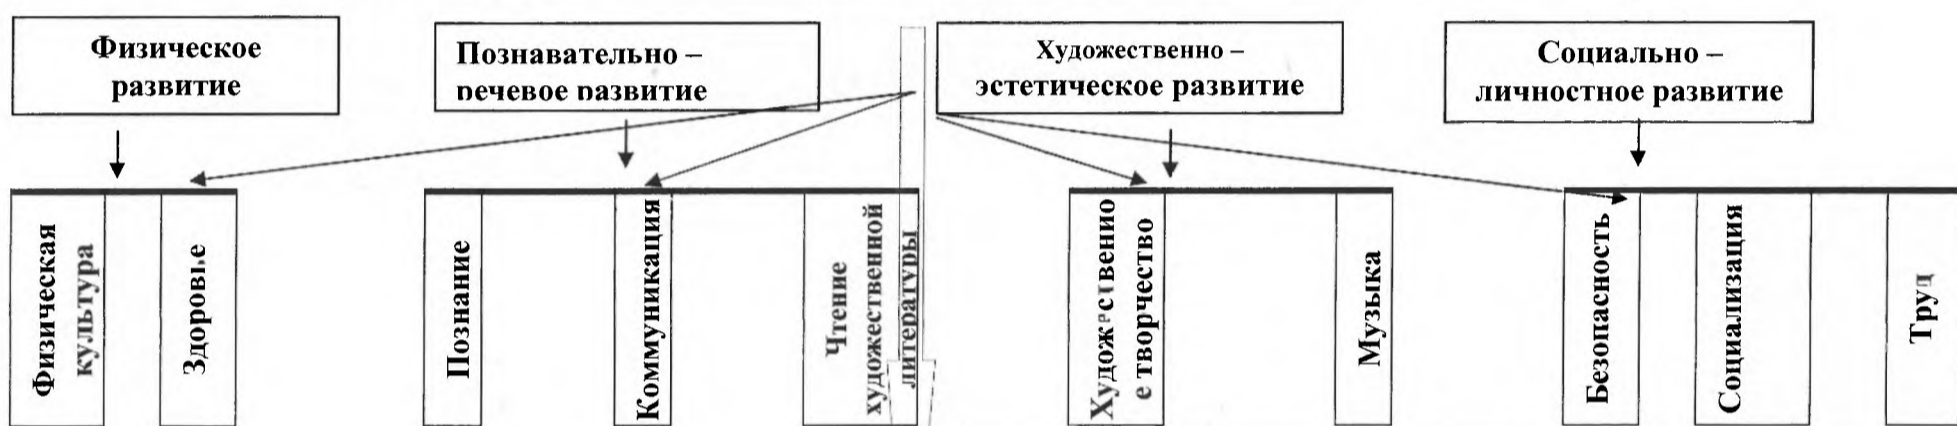 Физическое
развитие
Познавательно –
речевое развитие
Художественно –
эстетическое развитие
Социально –
личностное развитие
Физическая
культура
Здоровье
Познание
Коммуникация
Чтение
художественной
литературы
Художественно
е творчество
Музыка
Безопасность
Социализация
Труд